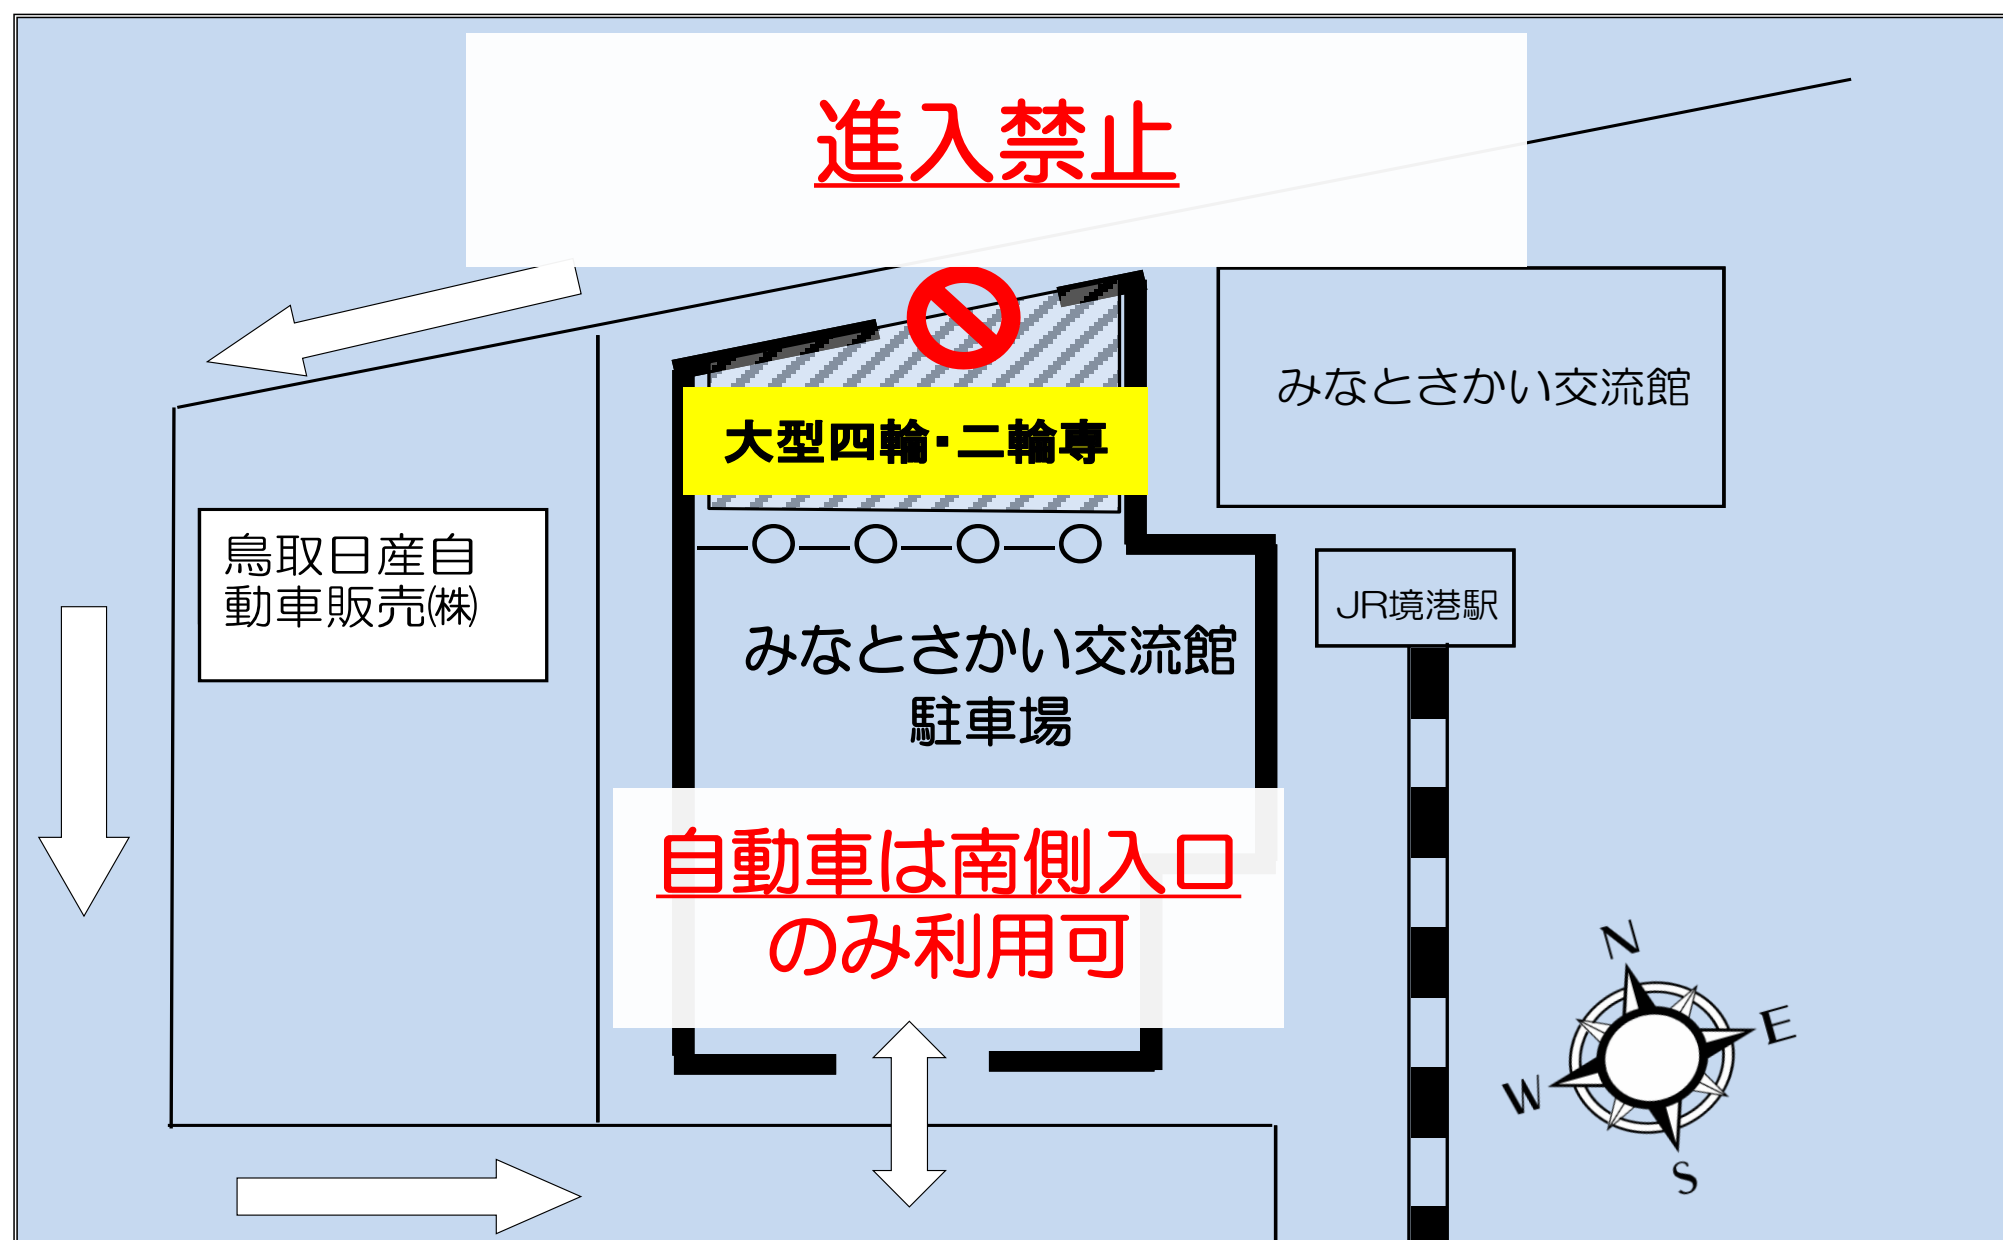 進入禁止
みなとさかい交流館
大型四輪・二輪専
鳥取日産自
動車販売㈱
JR境港駅
みなとさかい交流館
駐車場
自動車は南側入口
のみ利用可
N
E
W
S